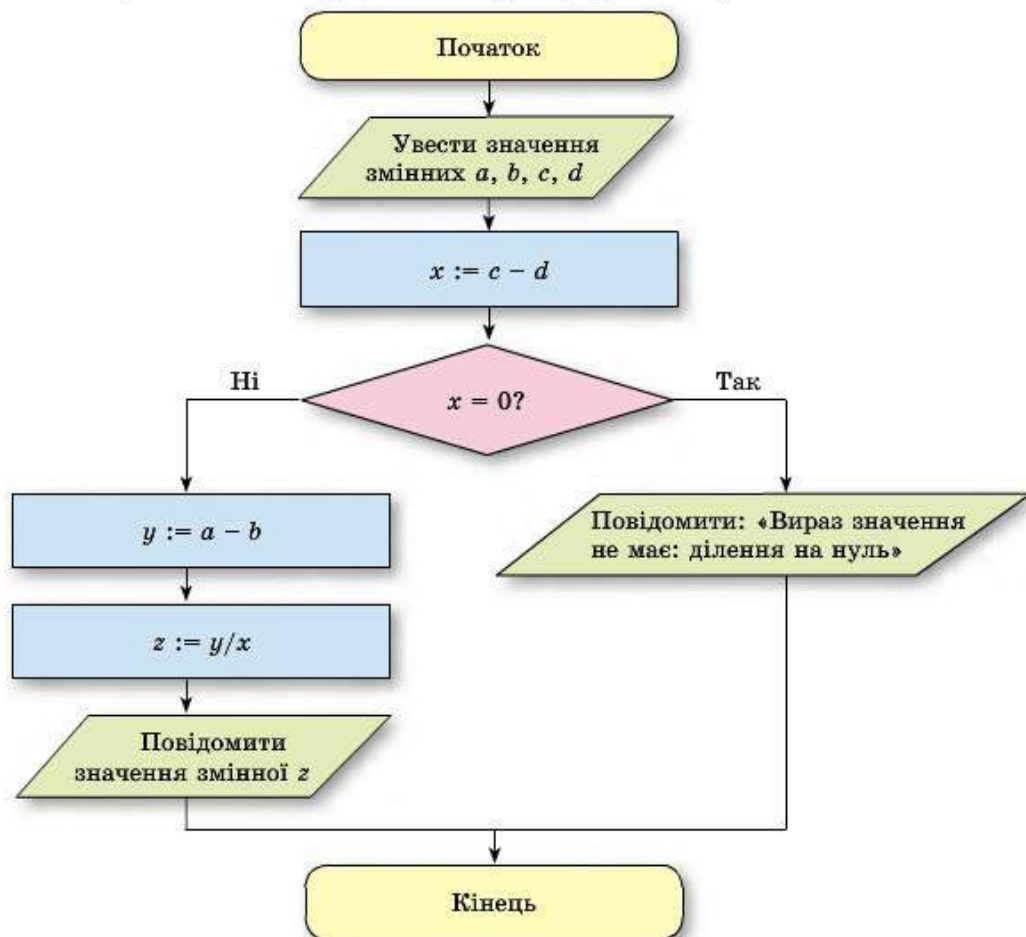 Початок
Увести значення
змінних a, b, c, d
x := c − d
Ні
x = 0?
Так
y := a − b
Повідомити: «Вираз значення
не має: ділення на нуль»
z := y/x
Повідомити
значення змінної z
Кінець